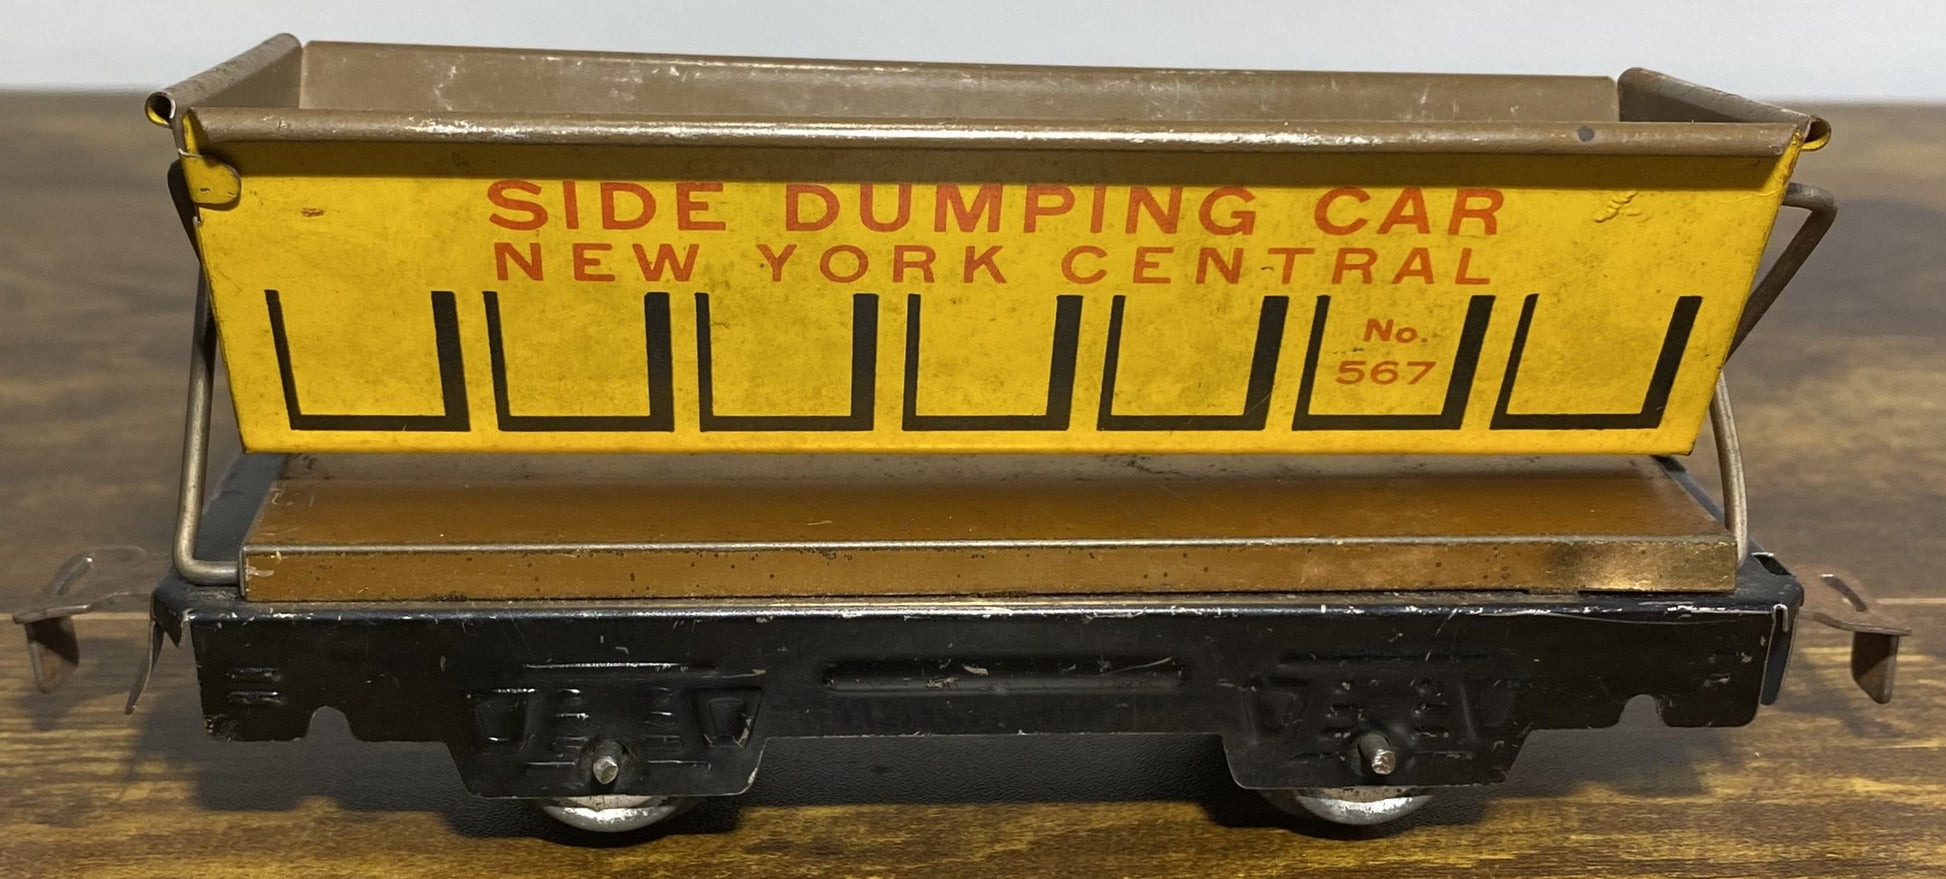 SIDE DUMPING CAR
NEW YORK CENTRAL
No.
567